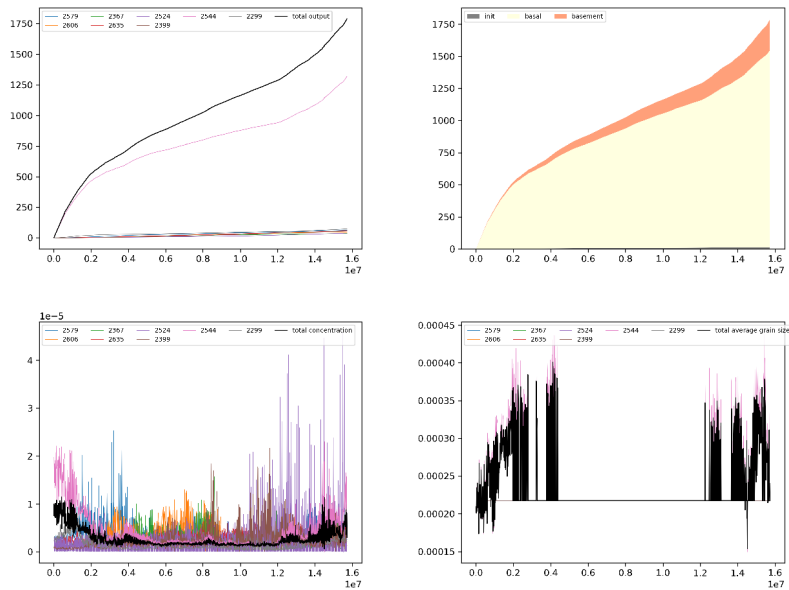 2579 2367 2524 2544 2299 total output
2606 2635 2399
1750
1500
1250
1000
750
500
250
0
0.0 0.2 0.4 0.6 0.8 1.0 1.2 1.4 1.6
1e7
init basal basement
1750
1500
1250
1000
750
500
250
0
0.0 0.2 0.4 0.6 0.8 1.0 1.2 1.4 1.6
1e7
1e−5
2579 2367 2524 2544 2299 total concentration
2606 2635 2399
4
3
2
1
0
0.0 0.2 0.4 0.6 0.8 1.0 1.2 1.4 1.6
1e7
0.00045
2579 2367 2524 2544 2299 total average grain size
2606 2635 2399
0.00040
0.00035
0.00030
0.00025
0.00020
0.00015
0.0 0.2 0.4 0.6 0.8 1.0 1.2 1.4 1.6
1e7